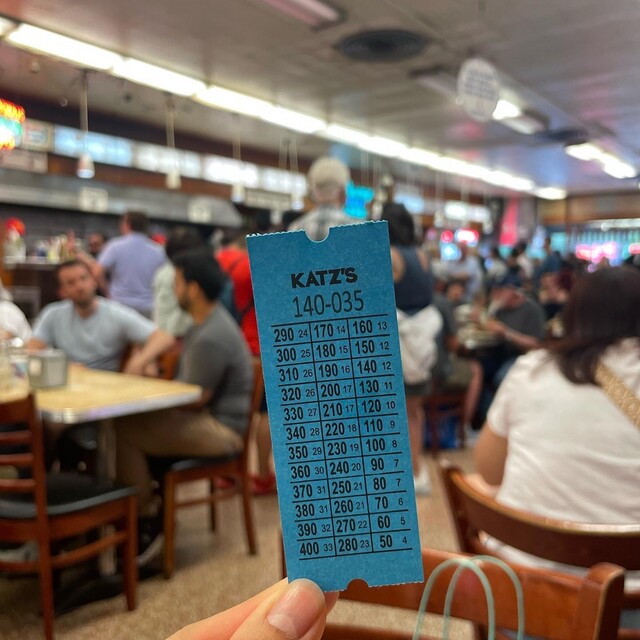 KATZ'S
140-035
290 24 170 14 160 13
300 25 180 15 150 12
310 26 190 16 140 12
320 26 200 17 130 11
330 27 210 17 120 10
340 28 220 18 110 9
350 29 230 19 100 8
360 30 240 20 90 7
370 31 250 21 80 7
380 31 260 21 70 6
390 32 270 22 60 5
400 33 280 23 50 4